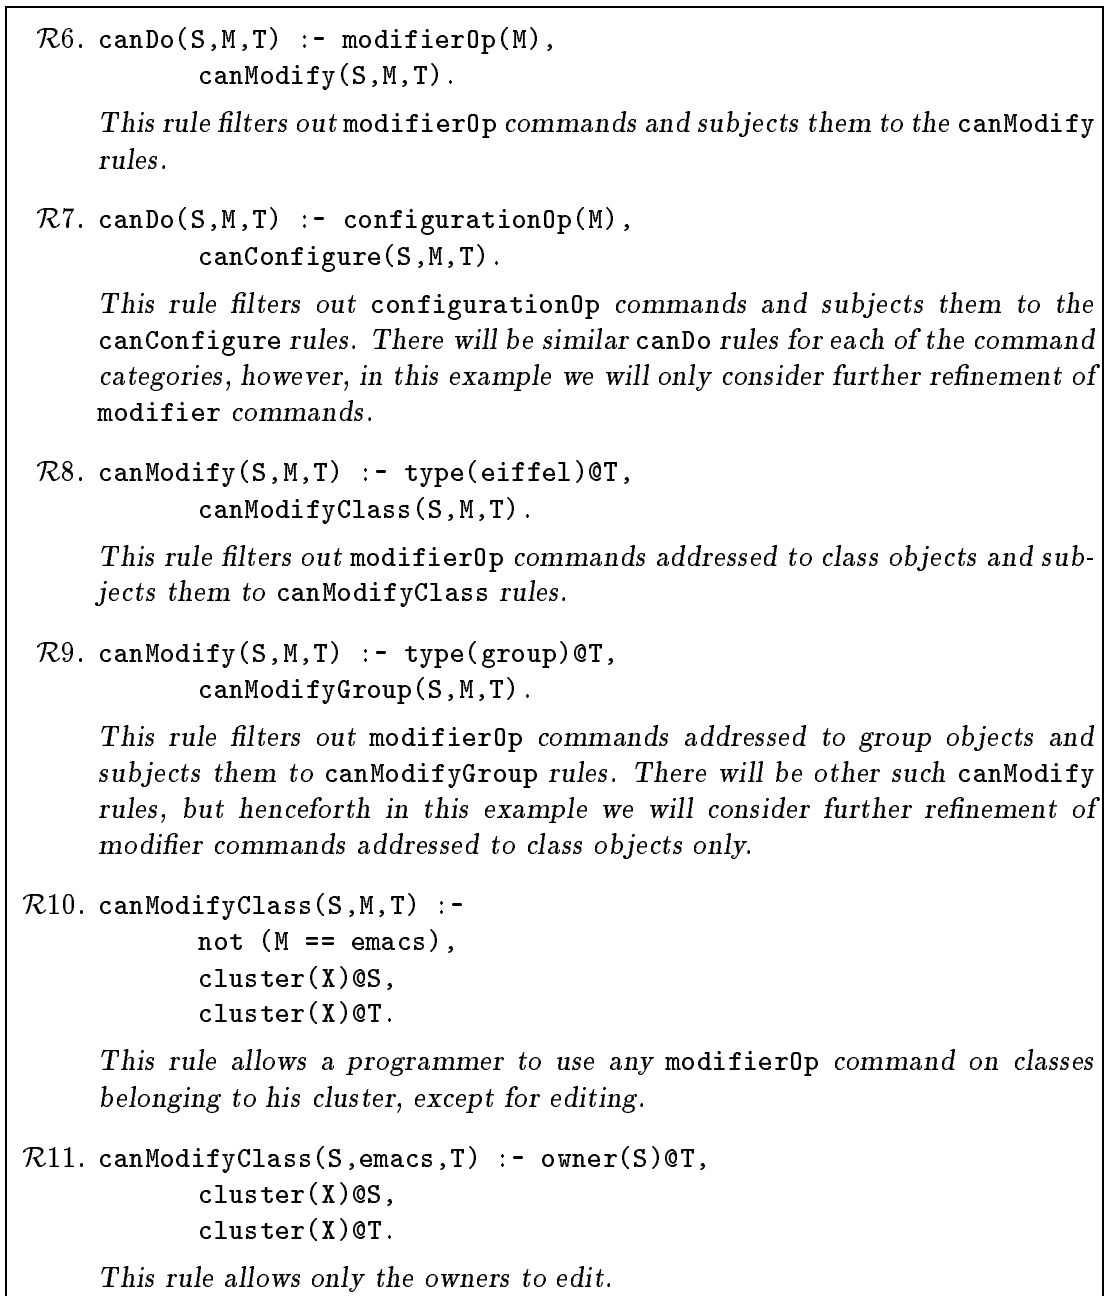 R6. canDo(S,M,T) :- modifierOp(M),
canModify(S,M,T).
This rule filters out modifierOp commands and subjects them to the canModify
rules.
R7. canDo(S,M,T) :- configurationOp(M),
canConfigure(S,M,T).
This rule filters out configurationOp commands and subjects them to the
canConfigure rules. There will be similar canDo rules for each of the command
categories, however, in this example we will only consider further refinement of
modifier commands.
R8. canModify(S,M,T) :- type(eiffel)@T,
canModifyClass(S,M,T).
This rule filters out modifierOp commands addressed to class objects and sub-
jects them to canModifyClass rules.
R9. canModify(S,M,T) :- type(group)@T,
canModifyGroup(S,M,T).
This rule filters out modifierOp commands addressed to group objects and
subjects them to canModifyGroup rules. There will be other such canModify
rules, but henceforth in this example we will consider further refinement of
modifier commands addressed to class objects only.
R10. canModifyClass(S,M,T) :-
not (M == emacs),
cluster(X)@S,
cluster(X)@T.
This rule allows a programmer to use any modifierOp command on classes
belonging to his cluster, except for editing.
R11. canModifyClass(S,emacs,T) :- owner(S)@T,
cluster(X)@S,
cluster(X)@T.
This rule allows only the owners to edit.